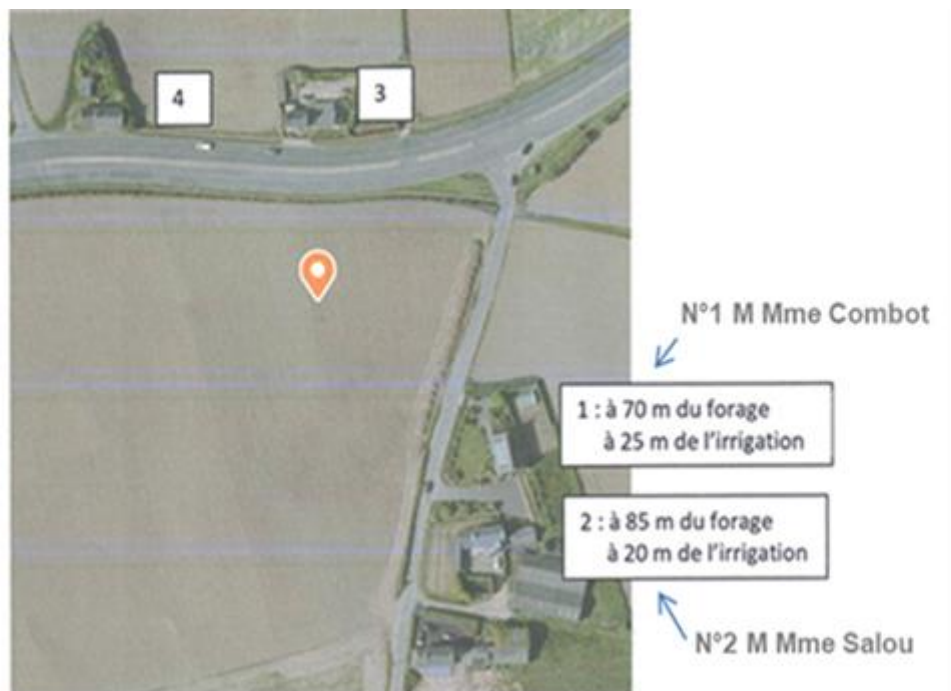 4
3
N°1 M Mme Combot
1 : à 70 m du forage
à 25 m de l'irrigation
2 : à 85 m du forage
à 20 m de l'irrigation
N°2 M Mme Salou